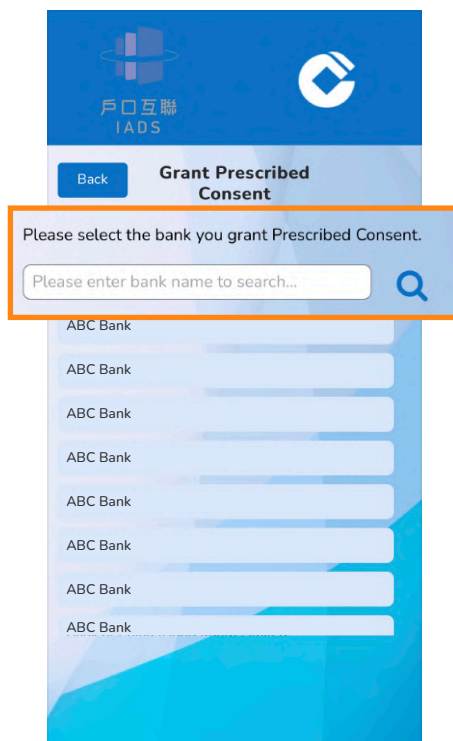 戶口互聯
IADS
Back
Grant Prescribed
Consent
Please select the bank you grant Prescribed Consent.
Please enter bank name to search...
ABC Bank
ABC Bank
ABC Bank
ABC Bank
ABC Bank
ABC Bank
ABC Bank
ABC Bank